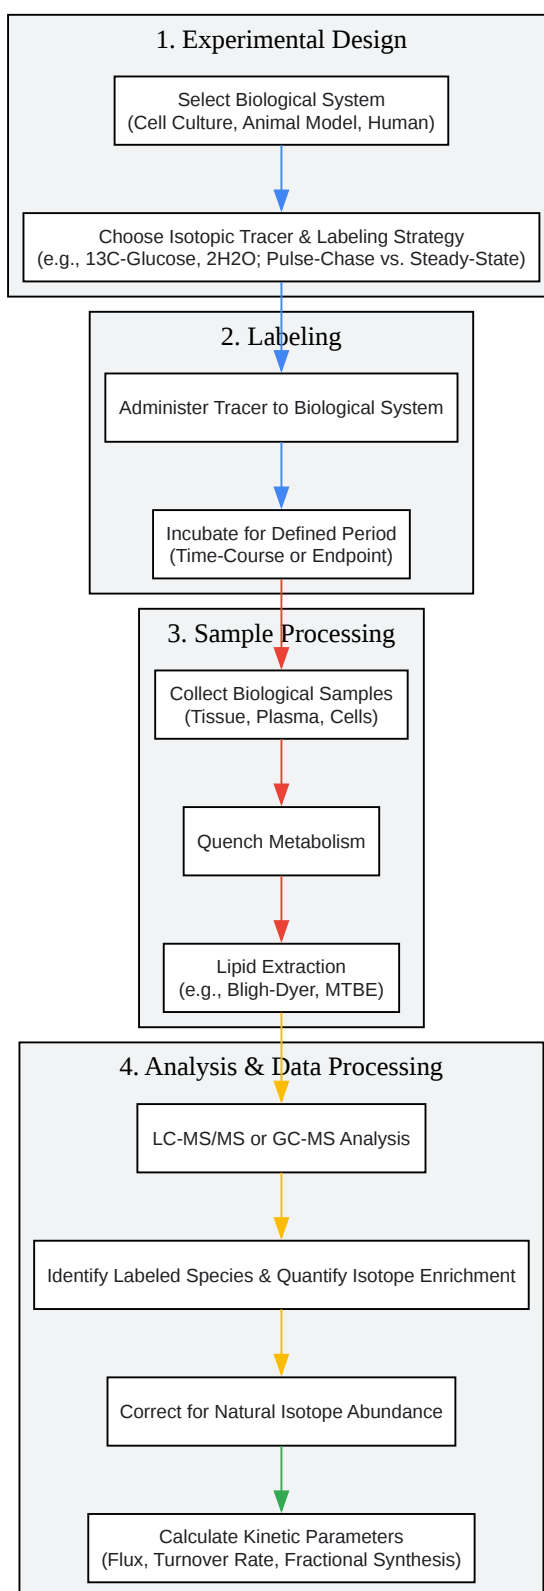 1. Experimental Design
Select Biological System
(Cell Culture, Animal Model, Human)
Choose Isotopic Tracer & Labeling Strategy
(e.g., 13C-Glucose, 2H2O; Pulse-Chase vs. Steady-State)
2. Labeling
Administer Tracer to Biological System
Incubate for Defined Period
(Time-Course or Endpoint)
3. Sample Processing
Collect Biological Samples
(Tissue, Plasma, Cells)
Quench Metabolism
Lipid Extraction
(e.g., Bligh-Dyer, MTBE)
4. Analysis & Data Processing
LC-MS/MS or GC-MS Analysis
Identify Labeled Species & Quantify Isotope Enrichment
Correct for Natural Isotope Abundance
Calculate Kinetic Parameters
(Flux, Turnover Rate, Fractional Synthesis)